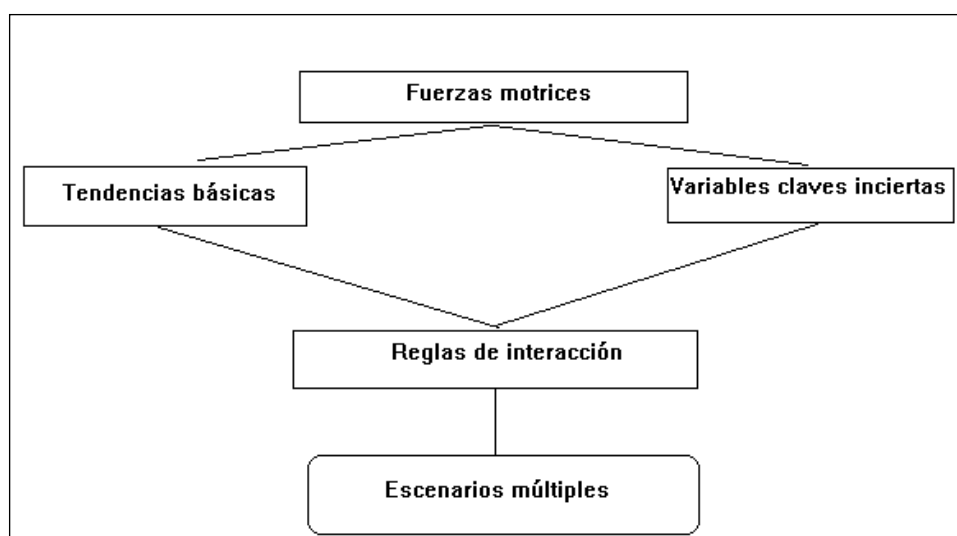 Fuerzas motrices
Tendencias básicas
Variables claves inciertas
Reglas de interacción
Escenarios múltiples